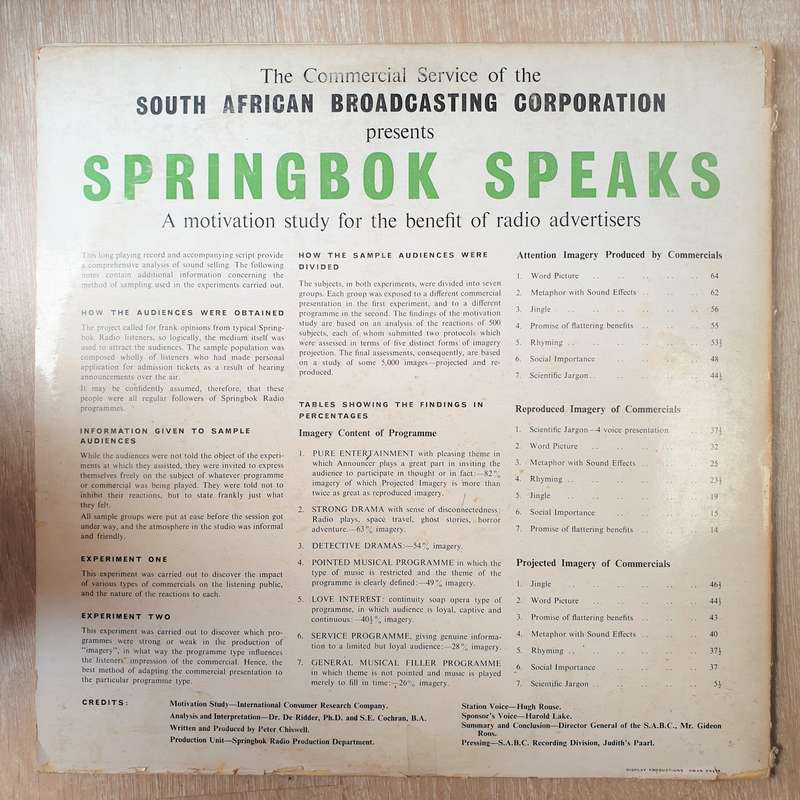 The Commercial Service of the
SOUTH AFRICAN BROADCASTING CORPORATION
presents
SPRINGBOK SPEAKS
A motivation study for the benefit of radio advertisers
This long playing record and accompanying script provide
a comprehensive analysis of sound selling. The following
notes contain additional information concerning the
method of sampling used in the experiments carried out.
HOW THE AUDIENCES WERE OBTAINED
The project called for frank opinions from typical Spring-
bok Radio listeners, so logically, the medium itself was
used to attract the audiences. The sample population was
composed wholly of listeners who had made personal
application for admission tickets as a result of hearing
announcements over the air.
It may be confidently assumed, therefore, that these
people were all regular followers of Springbok Radio
programmes.
INFORMATION GIVEN TO SAMPLE
AUDIENCES
While the audiences were not told the object of the experi-
ments at which they assisted, they were invited to express
themselves freely on the subject of whatever programme
or commercial was being played. They were told not to
inhibit their reactions, but to state frankly just what
they felt.
All sample groups were put at ease before the session got
under way, and the atmosphere in the studio was informal
and friendly.
EXPERIMENT ONE
This experiment was carried out to discover the impact
of various types of commercials on the listening public,
and the nature of the reactions to each.
EXPERIMENT TWO
This experiment was carried out to discover which pro-
grammes were strong or weak in the production of
"imagery", in what way the programme type influences
the listeners' impression of the commercial. Hence, the
best method of adapting the commercial presentation to
the particular programme type.
HOW THE SAMPLE AUDIENCES WERE
DIVIDED
The subjects, in both experiments, were divided into seven
groups. Each group was exposed to a different commercial
presentation in the first experiment, and to a different
programme in the second. The findings of the motivation
study are based on an analysis of the reactions of 500
subjects, each of whom submitted two protocols which
were assessed in terms of five distinct forms of imagery
projection. The final assessments, consequently, are based
on a study of some 5,000 images—projected and re-
produced.
TABLES SHOWING THE FINDINGS IN
PERCENTAGES
Imagery Content of Programme
1. PURE ENTERTAINMENT with pleasing theme in
which Announcer plays a great part in inviting the
audience to participate in thought or in fact:—82%
imagery of which Projected Imagery is more than
twice as great as reproduced imagery.
2. STRONG DRAMA with sense of disconnectedness:
Radio plays, space travel, ghost stories, horror
adventure.—63% imagery.
3. DETECTIVE DRAMAS:—54% imagery.
4. POINTED MUSICAL PROGRAMME in which the
type of music is restricted and the theme of the
programme is clearly defined:—49% imagery.
5. LOVE INTEREST: continuity soap opera type of
programme, in which audience is loyal, captive and
continuous:—40½% imagery.
6. SERVICE PROGRAMME, giving genuine informa-
tion to a limited but loyal audience:—28% imagery.
7. GENERAL MUSICAL FILLER PROGRAMME
in which the theme is not pointed and music is played
merely to fill in time:—26% imagery.
Attention Imagery Produced by Commercials
1. Word Picture .. .. .. .. .. 64
2. Metaphor with Sound Effects .. .. .. 62
3. Jingle .. .. .. .. .. .. 56
4. Promise of flattering benefits .. .. .. 55
5. Rhyming .. .. .. .. .. .. 53½
6. Social Importance .. .. .. .. 48
7. Scientific Jargon .. .. .. .. .. 44½
Reproduced Imagery of Commercials
1. Scientific Jargon—4 voice presentation .. .. 37½
2. Word Picture .. .. .. .. .. 32
3. Metaphor with Sound Effects .. .. .. 25
4. Rhyming .. .. .. .. .. .. 23½
5. Jingle .. .. .. .. .. .. 19
6. Social Importance .. .. .. .. 15
7. Promise of flattering benefits .. .. .. 14
Projected Imagery of Commercials
1. Jingle .. .. .. .. .. .. 46½
2. Word Picture .. .. .. .. .. 44½
3. Promise of flattering benefits .. .. .. 43
4. Metaphor with Sound Effects .. .. .. 40
5. Rhyming .. .. .. .. .. .. 37½
6. Social Importance .. .. .. .. 37
7. Scientific Jargon .. .. .. .. .. 5½
CREDITS:
Motivation Study—International Consumer Research Company.
Analysis and Interpretation—Dr. De Ridder, Ph.D. and S.E. Cochran, B.A.
Written and Produced by Peter Chiswell.
Production Unit—Springbok Radio Production Department.
Station Voice—Hugh Rouse.
Sponsor's Voice—Harold Lake.
Summary and Conclusion—Director General of the S.A.B.C., Mr. Gideon
Roos.
Pressing—S.A.B.C. Recording Division, Judith's Paarl.
DISPLAY PRODUCTIONS